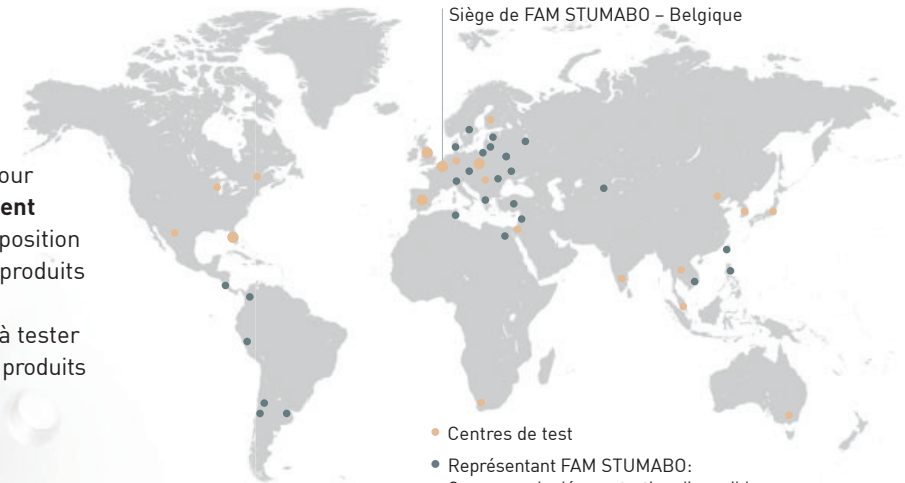 Siège de FAM STUMABO – Belgique
our
ent
position
produits
à tester
produits
Centres de test
Représentant FAM STUMABO: